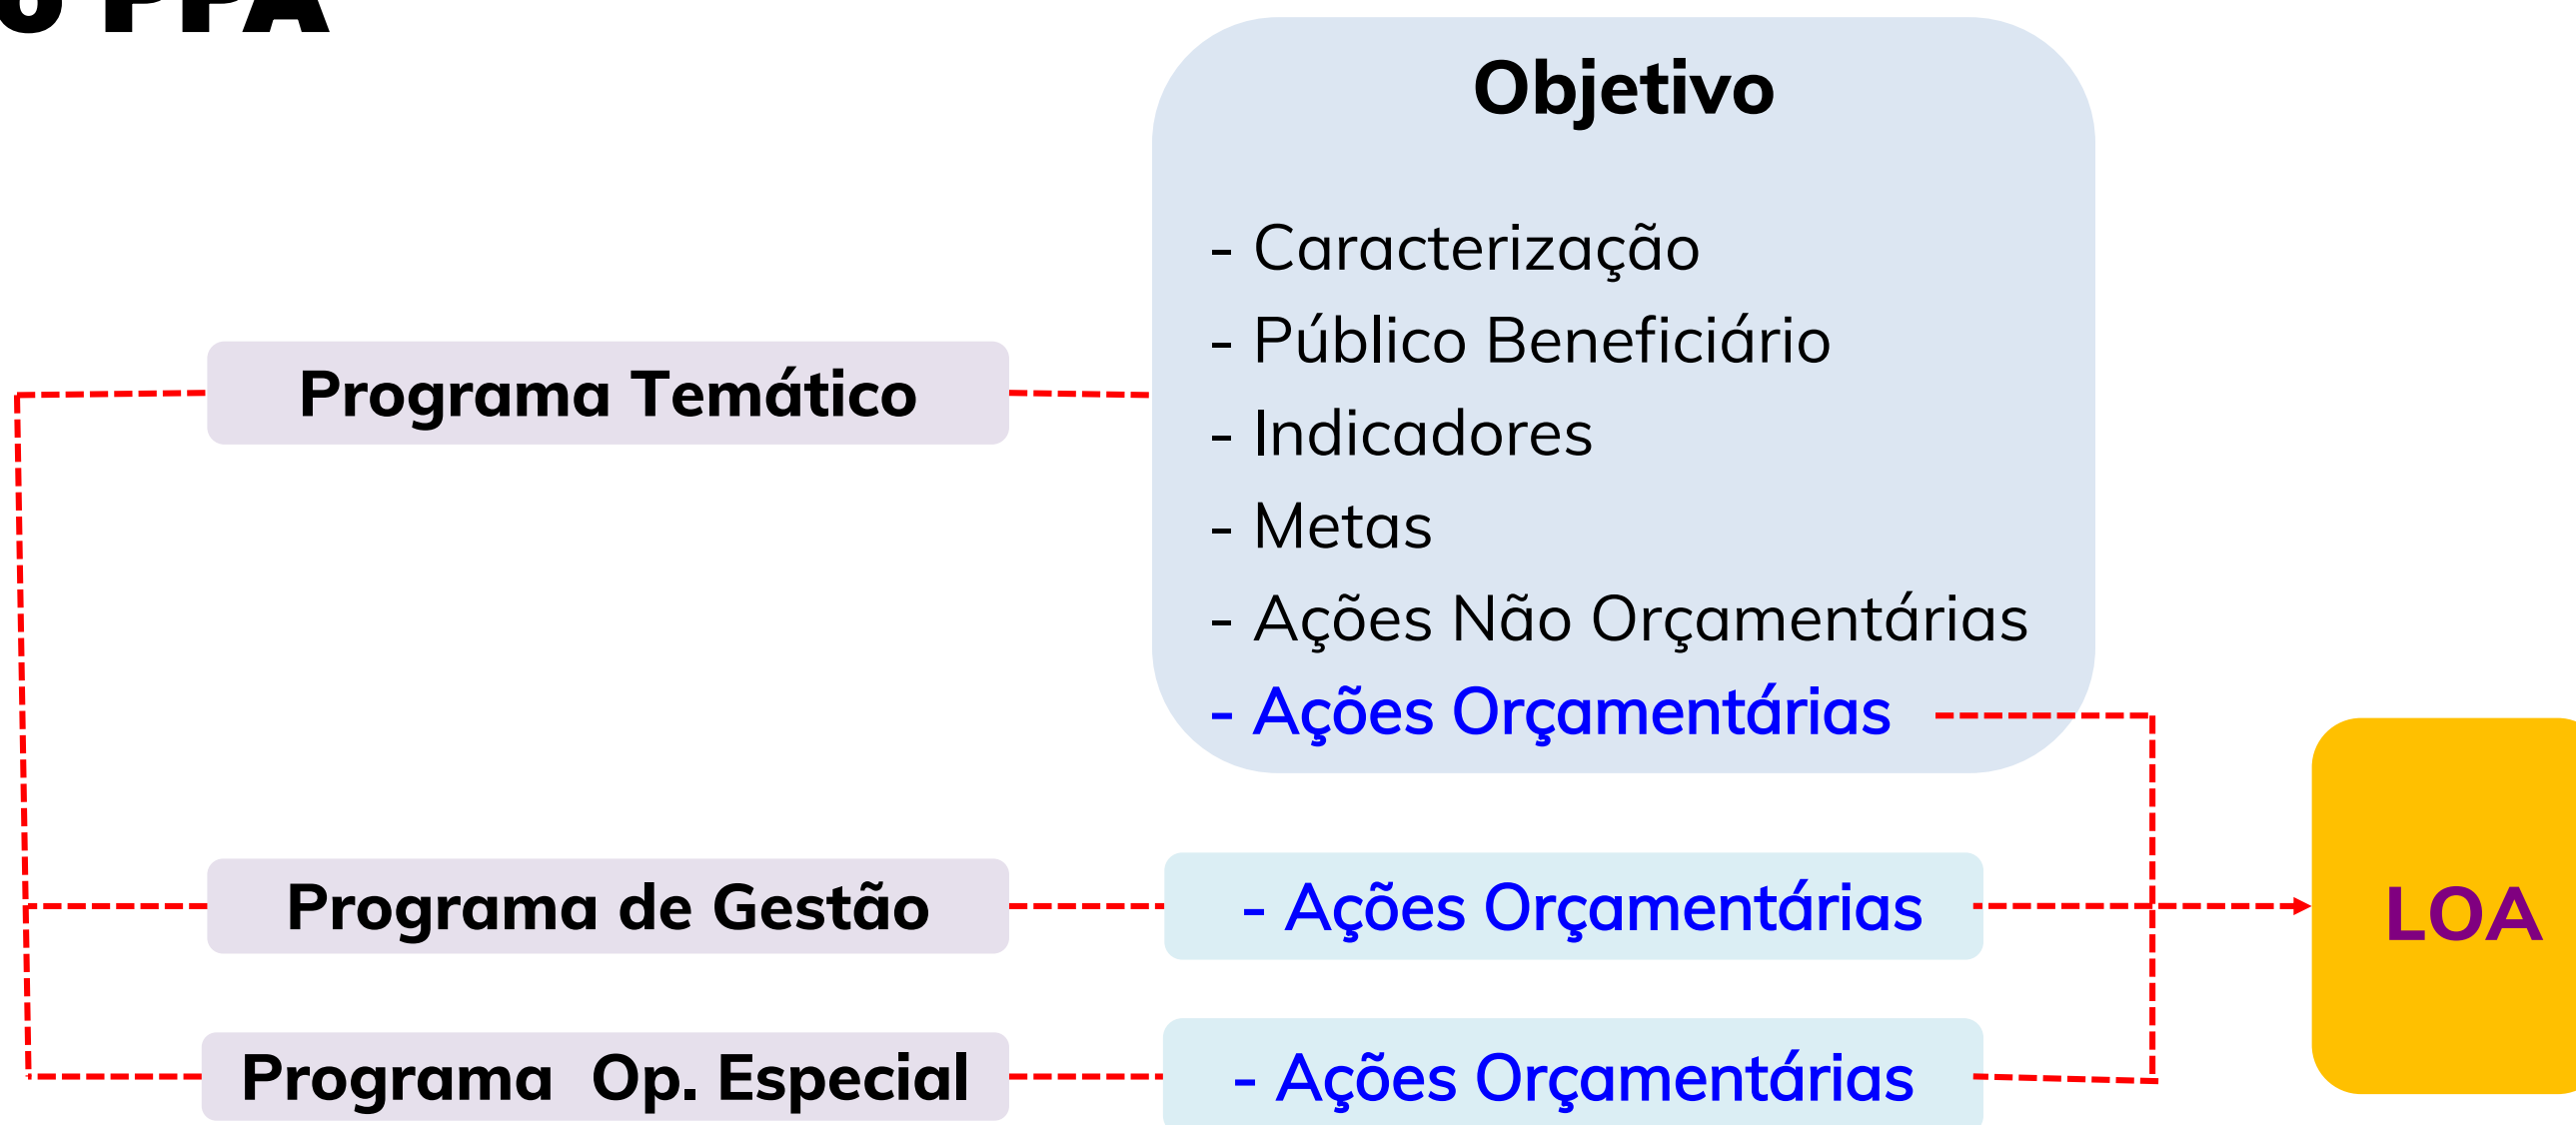 PPA
Objetivo
- Caracterização
- Público Beneficiário
- Indicadores
- Metas
- Ações Não Orçamentárias
- Ações Orçamentárias
Programa Temático
Programa de Gestão
- Ações Orçamentárias
Programa Op. Especial
- Ações Orçamentárias
LOA